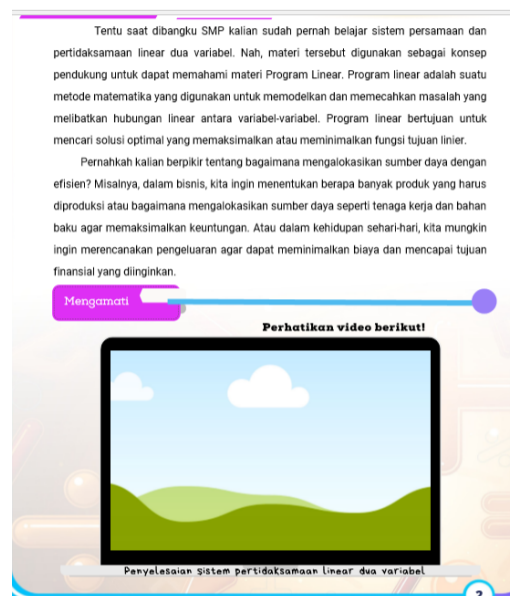 Tentu saat dibangku SMP kalian sudah pernah belajar sistem persamaan dan
pertidaksamaan linear dua variabel. Nah, materi tersebut digunakan sebagai konsep
pendukung untuk dapat memahami materi Program Linear. Program linear adalah suatu
metode matematika yang digunakan untuk memodelkan dan memecahkan masalah yang
melibatkan hubungan linear antara variabel-variabel. Program linear bertujuan untuk
mencari solusi optimal yang memaksimalkan atau meminimalkan fungsi tujuan linier.
Pernahkah kalian berpikir tentang bagaimana mengalokasikan sumber daya dengan
efisien? Misalnya, dalam bisnis, kita ingin menentukan berapa banyak produk yang harus
diproduksi atau bagaimana mengalokasikan sumber daya seperti tenaga kerja dan bahan
baku agar memaksimalkan keuntungan. Atau dalam kehidupan sehari-hari, kita mungkin
ingin merencanakan pengeluaran agar dapat meminimalkan biaya dan mencapai tujuan
finansial yang diinginkan.
Mengamati
Perhatikan video berikut!
Penyelesaian sistem pertidaksamaan linear dua variabel